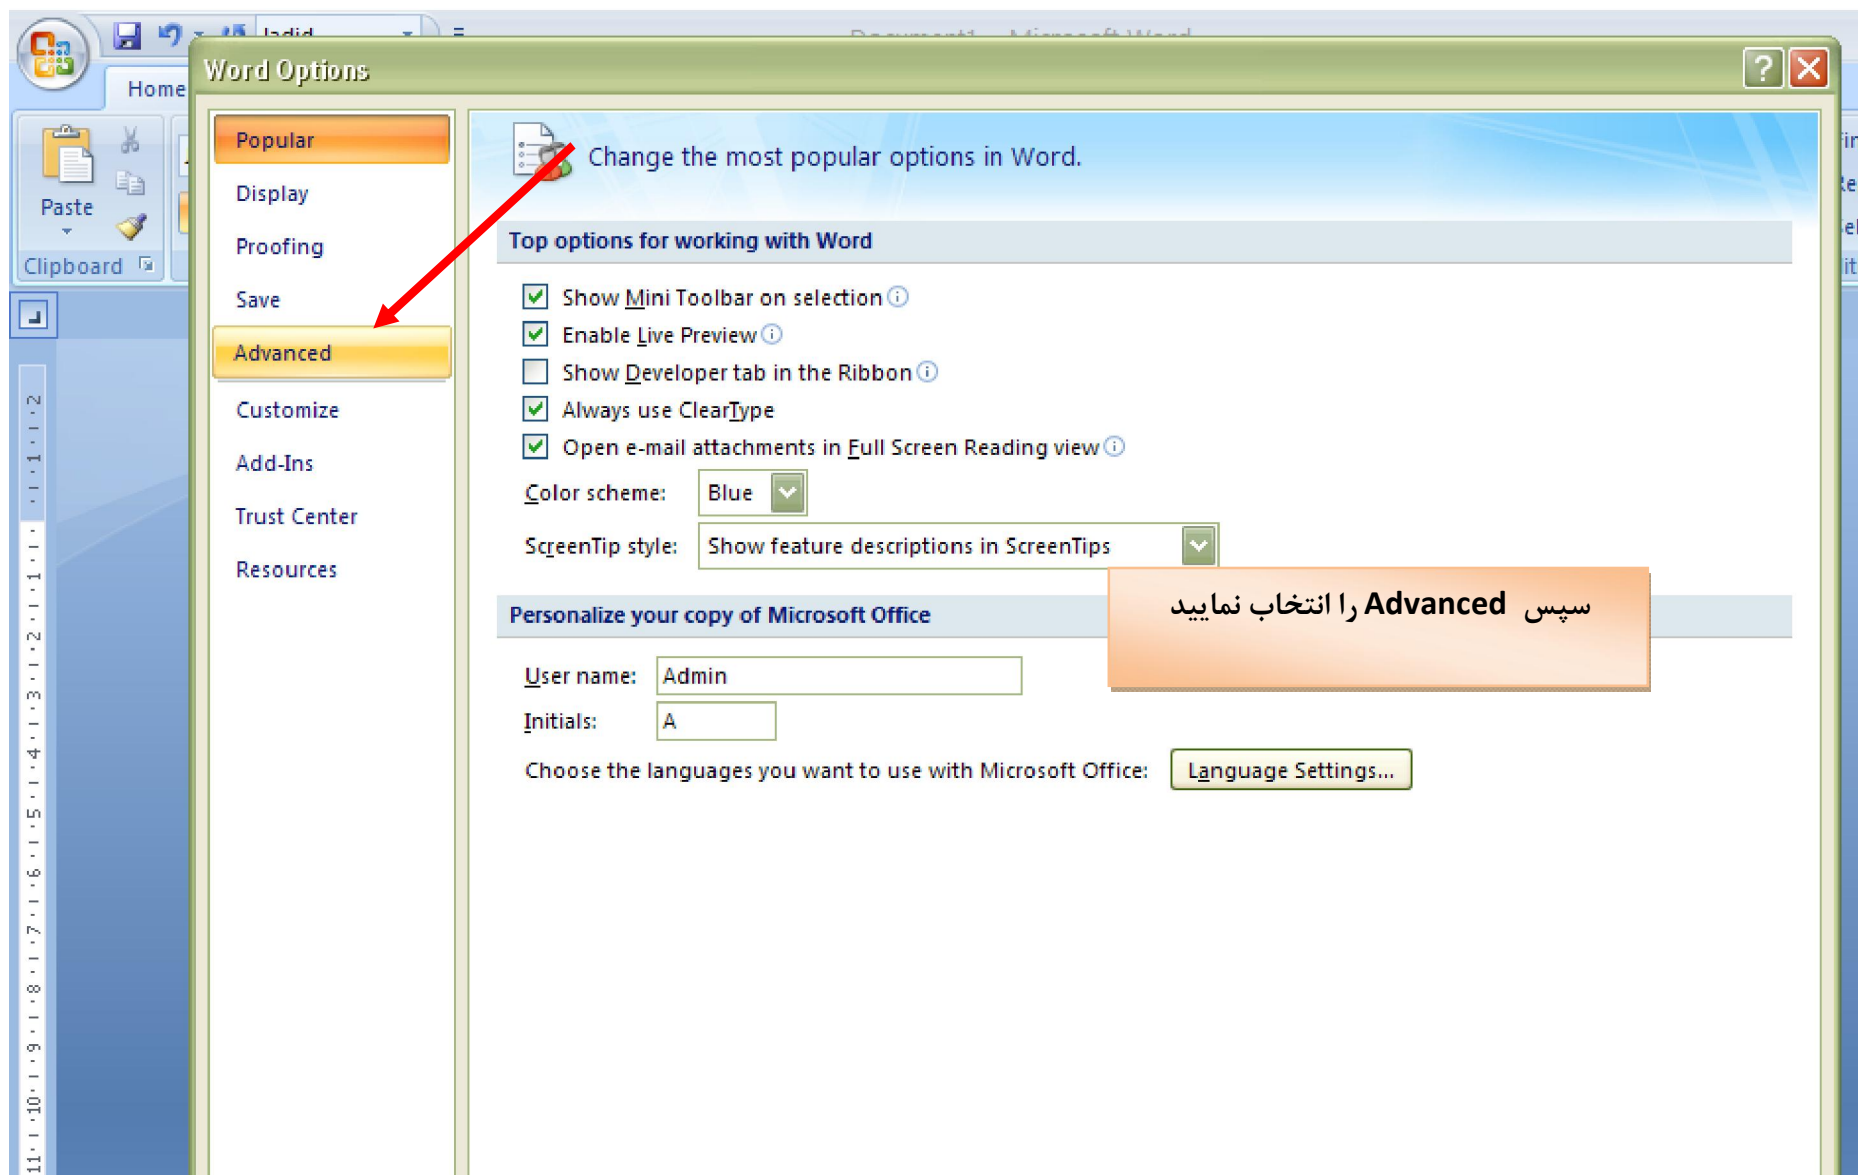 Word Options
Home
Paste
Clipboard
Popular
Display
Proofing
Save
Advanced
Customize
Add-Ins
Trust Center
Resources
Change the most popular options in Word.
Top options for working with Word
Show Mini Toolbar on selection
Enable Live Preview
Show Developer tab in the Ribbon
Always use ClearType
Open e-mail attachments in Full Screen Reading view
Color scheme: Blue
ScreenTip style: Show feature descriptions in ScreenTips
سپس Advanced را انتخاب نمایید
Personalize your copy of Microsoft Office
User name: Admin
Initials: A
Choose the languages you want to use with Microsoft Office: Language Settings...